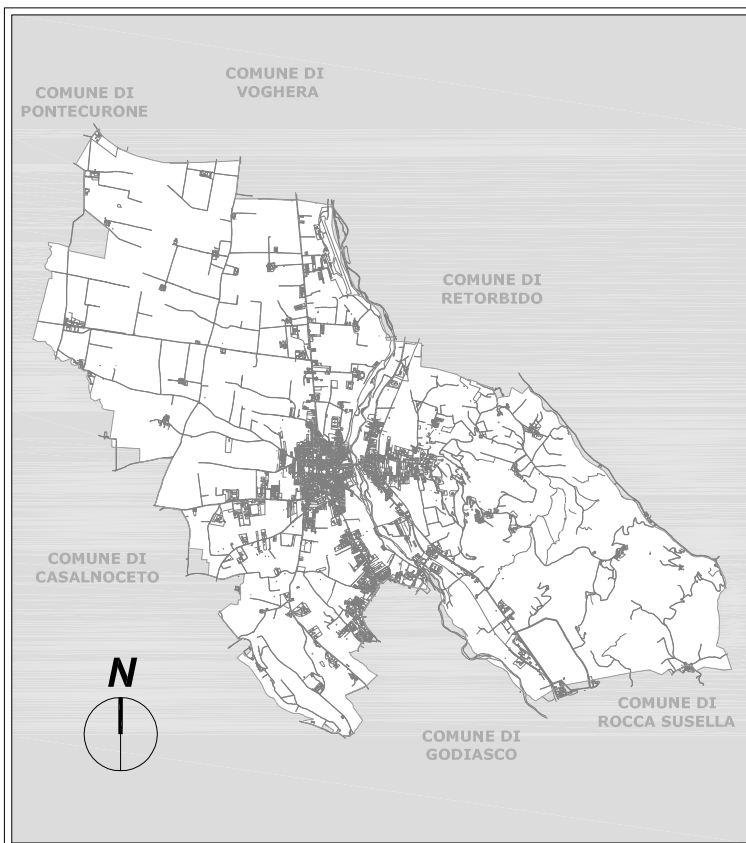 COMUNE DI
VOGHERA
COMUNE DI
PONTECURONE
COMUNE DI
RETORBIDO
COMUNE DI
CASALNOCETO
N
COMUNE DI
ROCCA SUSELLA
COMUNE DI
GODIASCO